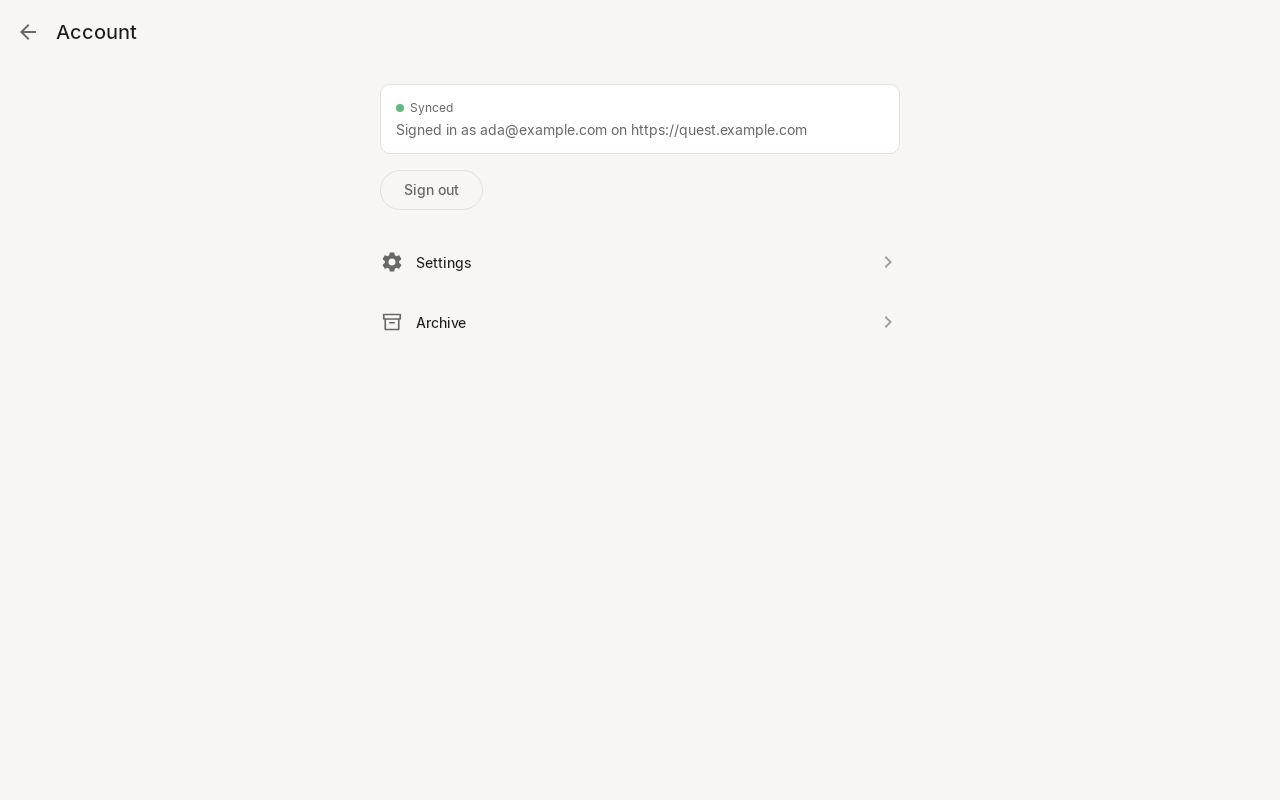 Account
Synced
Signed in as ada@example.com on https://quest.example.com
Sign out
Settings
Archive